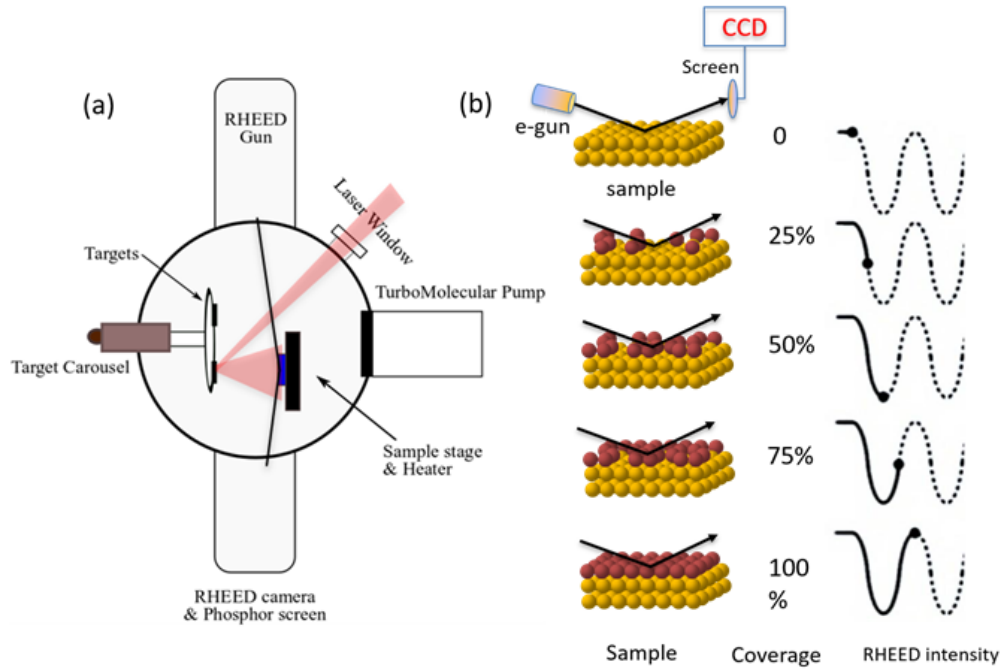 (a)
RHEED
Gun
Laser Window
Targets
TurboMolecular Pump
Target Carousel
Sample stage
& Heater
RHEED camera
& Phosphor screen
(b)
CCD
Screen
e-gun
sample
0
25%
50%
75%
100
%
Sample
Coverage
RHEED intensity